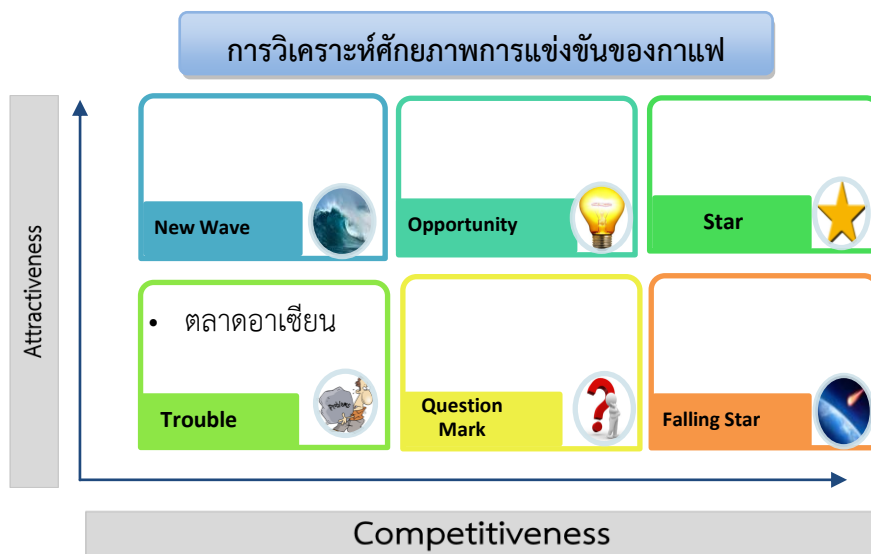 การวิเคราะห์ศักยภาพการแข่งขันของกาแฟ
Attractiveness
New Wave
Opportunity
Star
• ตลาดอาเซียน
Trouble
Question
Mark
Falling Star
Competitiveness